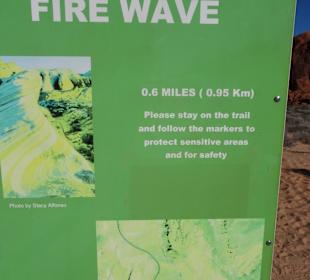 FIRE WAVE
0.6 MILES ( 0.95 Km)
Please stay on the trail
and follow the markers to
protect sensitive areas
and for safety
Photo by Stacy Alfonso